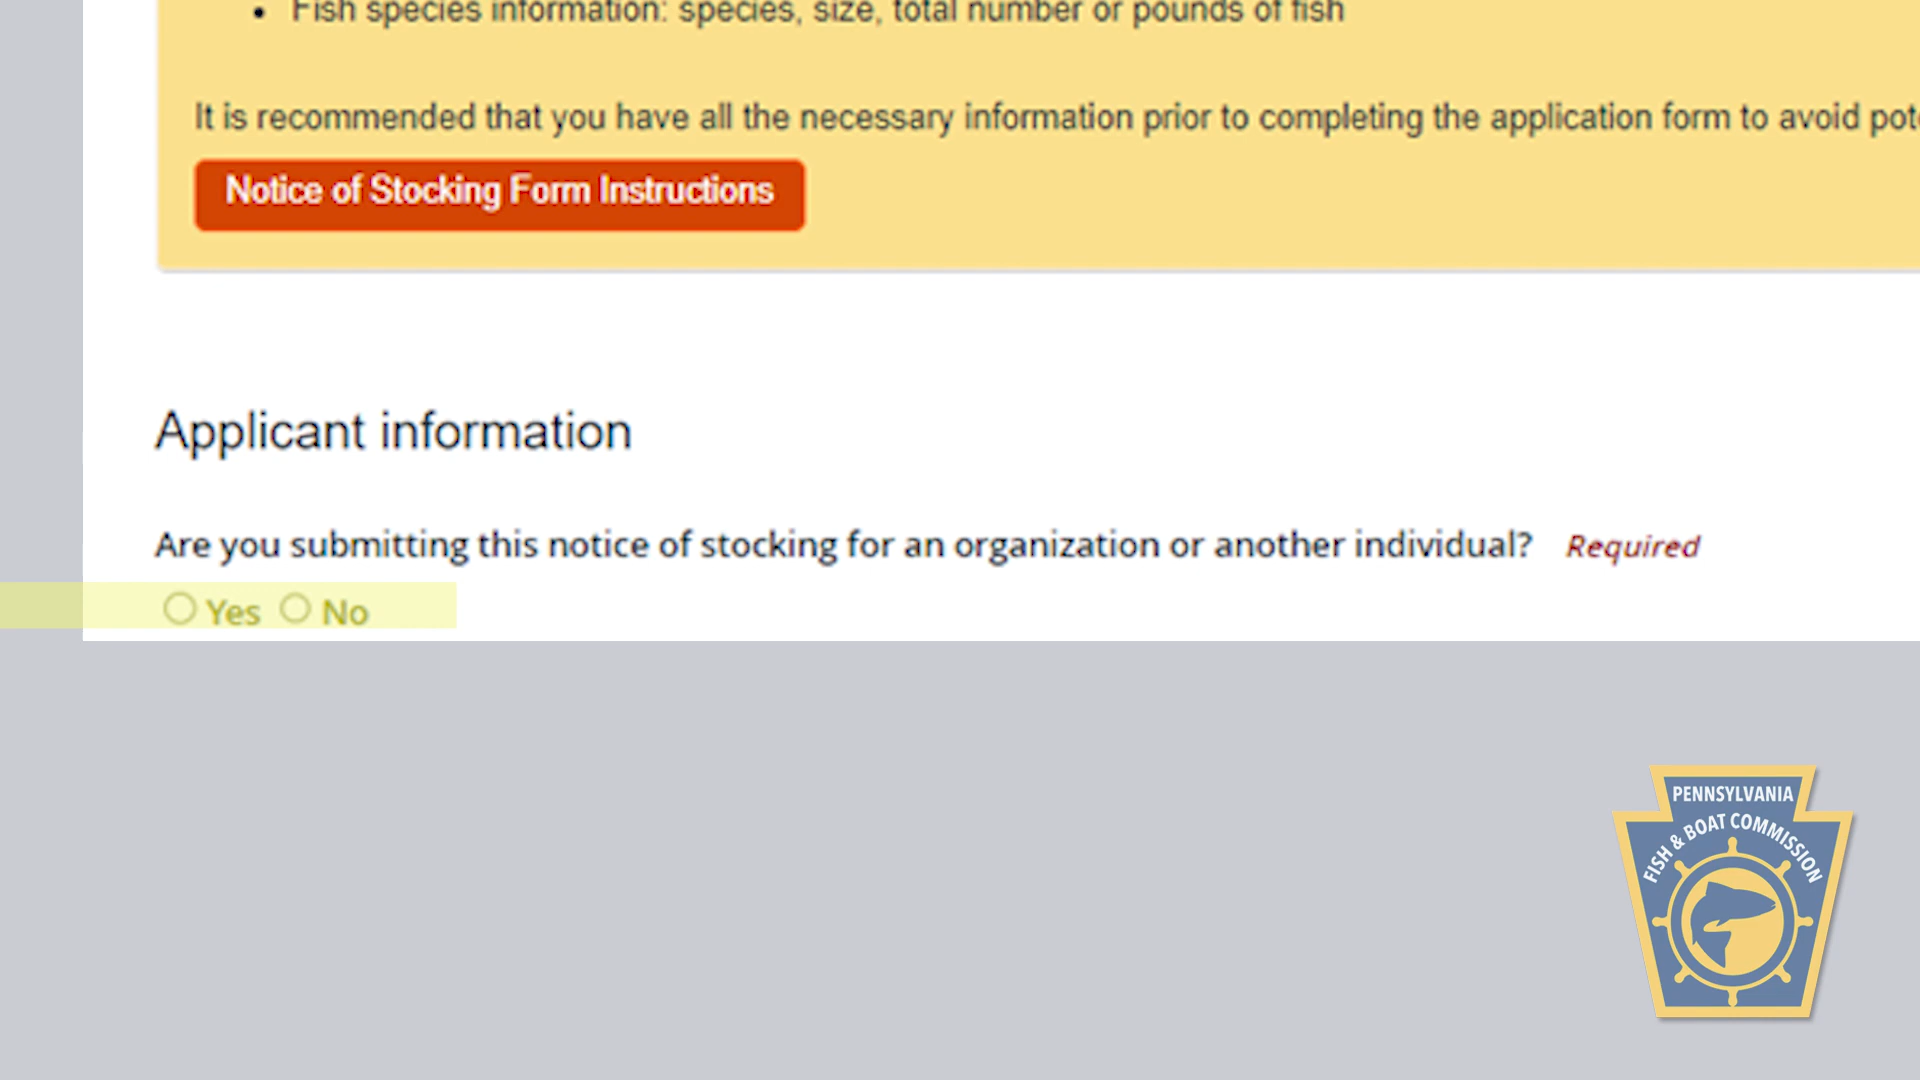 • Fish species information: species, size, total number or pounds of fish
It is recommended that you have all the necessary information prior to completing the application form to avoid
Notice of Stocking Form Instructions
Applicant information
Are you submitting this notice of stocking for an organization or another individual? Required
Yes No
PENNSYLVANIA
FISH & BOAT COMMISSION